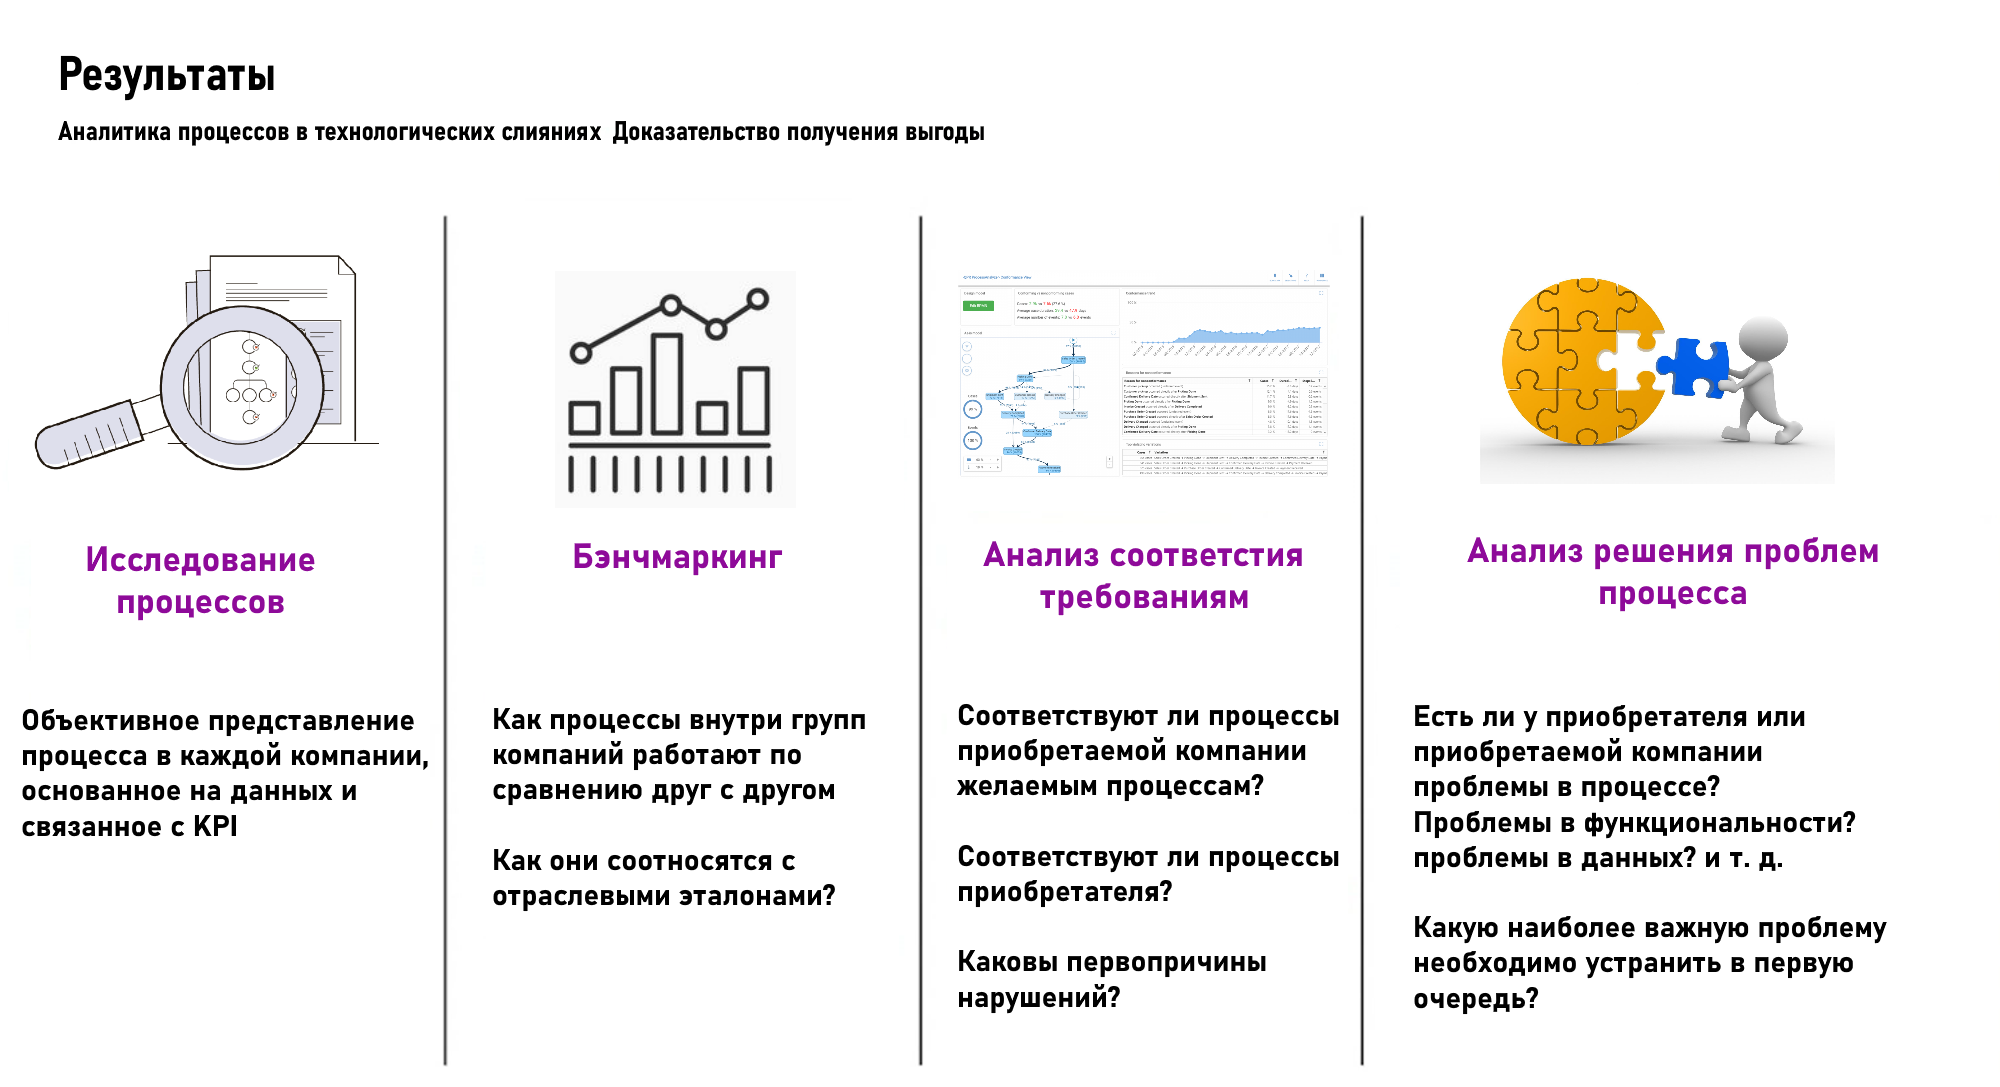 Результаты
Аналитика процессов в технологических слияниях Доказательство получения выгоды
Исследование
процессов
Объективное представление
процесса в каждой компании,
основанное на данных и
связанное с KPI
Бэнчмаркинг
Как процессы внутри групп
компаний работают по
сравнению друг с другом
Как они соотносятся с
отраслевыми эталонами?
Анализ соответстия
требованиям
Соответствуют ли процессы
приобретаемой компании
желаемым процессам?
Соответствуют ли процессы
приобретателя?
Каковы первопричины
нарушений?
Анализ решения проблем
процесса
Есть ли у приобретателя или
приобретаемой компании
проблемы в процессе?
Проблемы в функциональности?
проблемы в данных? и т. д.
Какую наиболее важную проблему
необходимо устранить в первую
очередь?